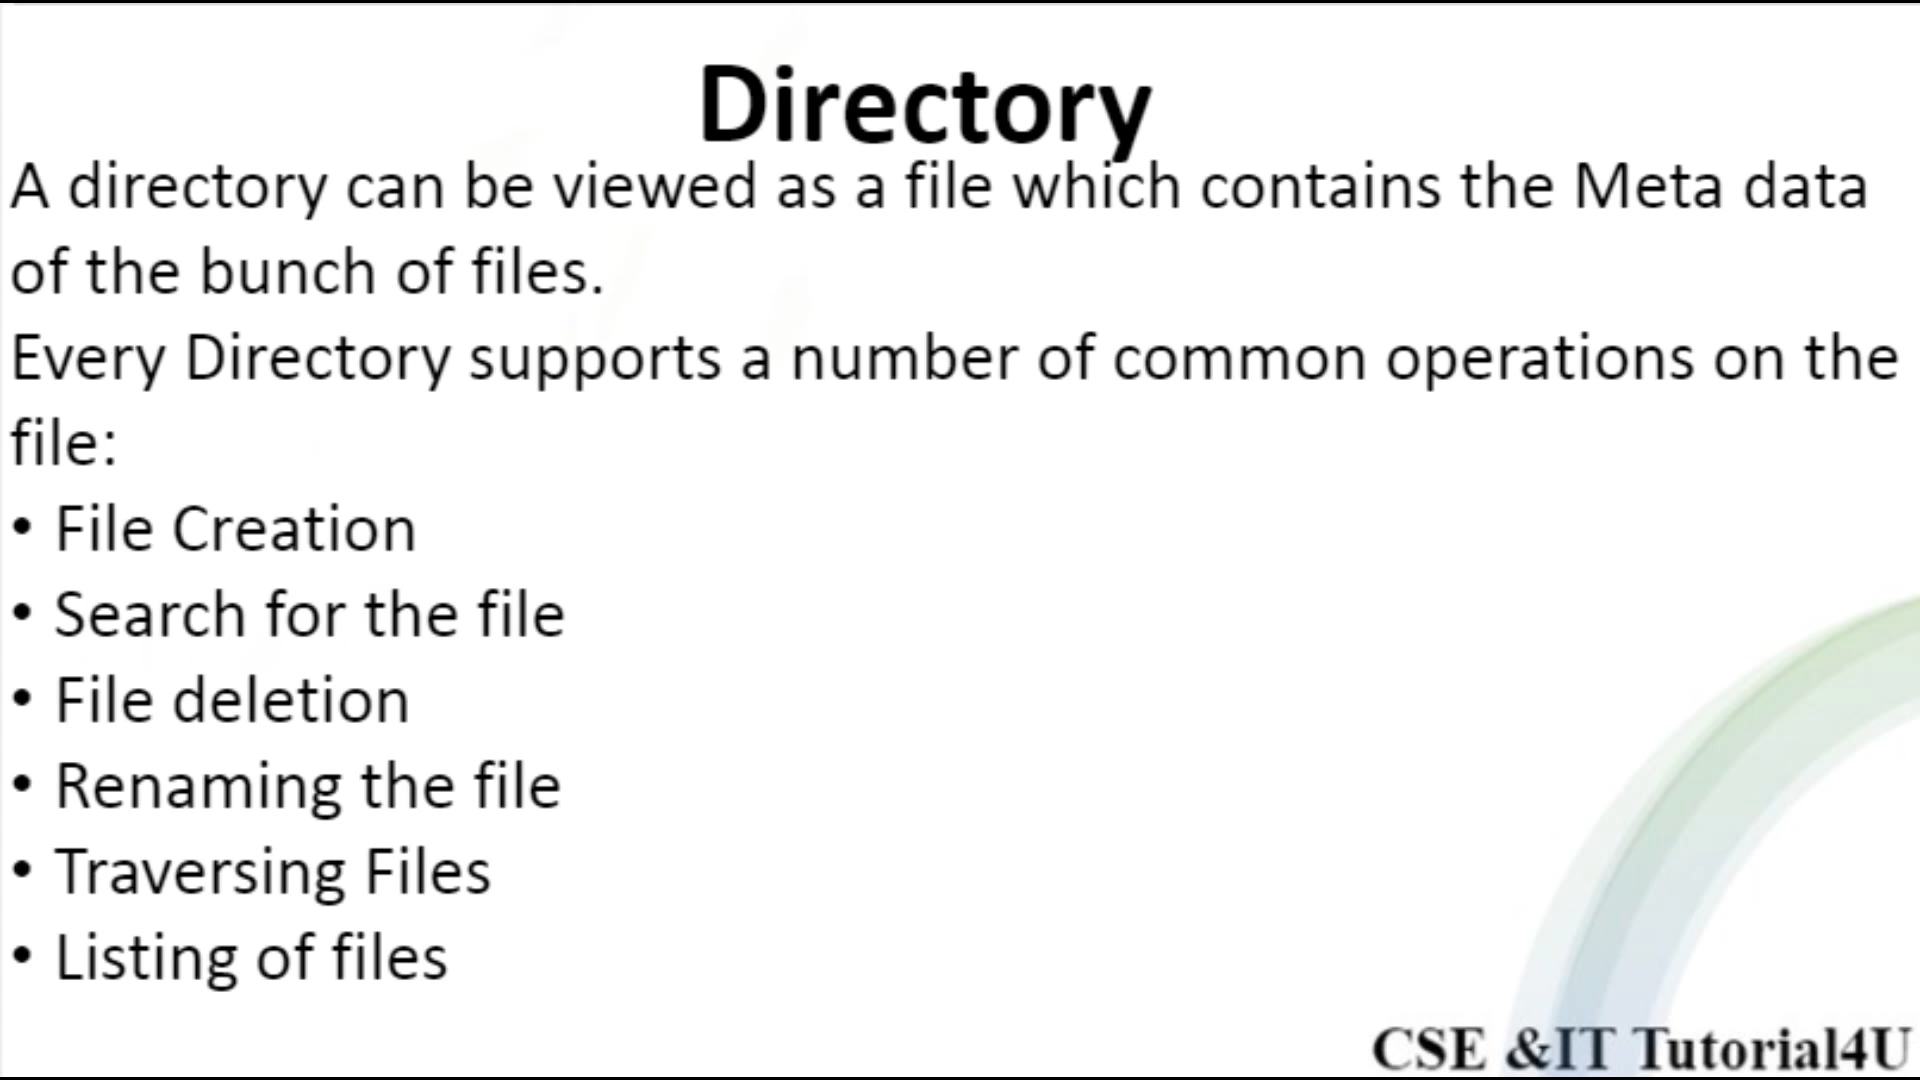 Directory
A directory can be viewed as a file which contains the Meta data
of the bunch of files.
Every Directory supports a number of common operations on the
file:
• File Creation
• Search for the file
• File deletion
• Renaming the file
• Traversing Files
• Listing of files
CSE &IT Tutorial4U